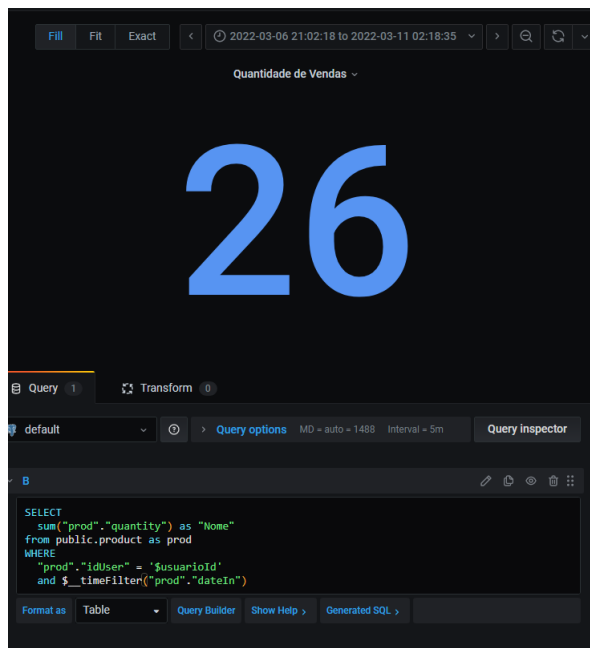 Fill Fit Exact 2022-03-06 21:02:18 to 2022-03-11 02:18:35
Quantidade de Vendas
26
Query 1 Transform 0
default Query options MD = auto = 1488 Interval = 5m Query inspector
B
SELECT
sum("prod"."quantity") as "Nome"
from public.product as prod
WHERE
"prod"."idUser" = '$usuarioId'
and $__timeFilter("prod"."dateIn")
Format as Table Query Builder Show Help Generated SQL